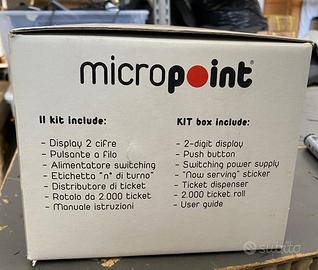 micropoint
Il kit include:
- Display 2 cifre
- Pulsante a filo
- Alimentatore switching
- Etichetta "n° di turno"
- Distributore di ticket
- Rotolo da 2.000 ticket
- Manuale istruzioni
KIT box include:
- 2-digit display
- Push button
- Switching power supply
- "Now serving" sticker
- Ticket dispenser
- 2.000 ticket roll
- User guide
subito